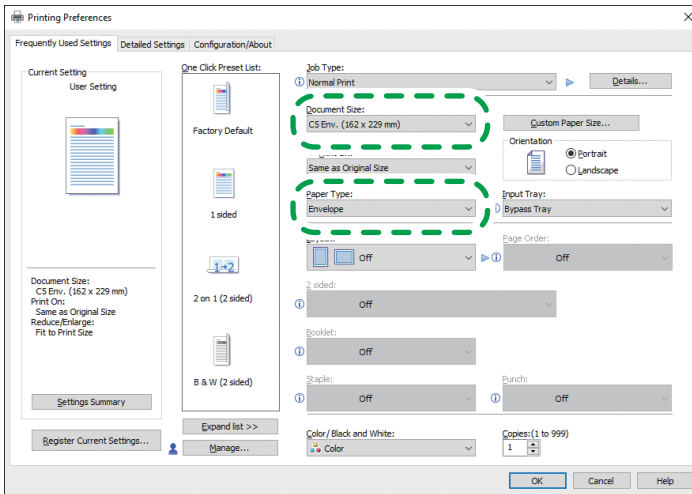 Printing Preferences
Frequently Used Settings Detailed Settings Configuration/About
Current Setting
User Setting
Document Size:
C5 Env. (162 x 229 mm)
Print On:
Same as Original Size
Reduce/Enlarge:
Fit to Print Size
Settings Summary
Register Current Settings...
One Click Preset List:
Factory Default
1 sided
1→2
2 on 1 (2 sided)
B & W (2 sided)
Expand list >>
Manage...
Job Type:
Normal Print
Details...
Document Size:
C5 Env. (162 x 229 mm)
Custom Paper Size...
Orientation
Portrait
Landscape
Same as Original Size
Paper Type:
Envelope
Input Tray:
Bypass Tray
Off
Page Order:
Off
2 sided:
Off
Booklet:
Off
Staple:
Off
Punch:
Off
Color/Black and White:
Color
Copies:(1 to 999)
1
OK Cancel Help